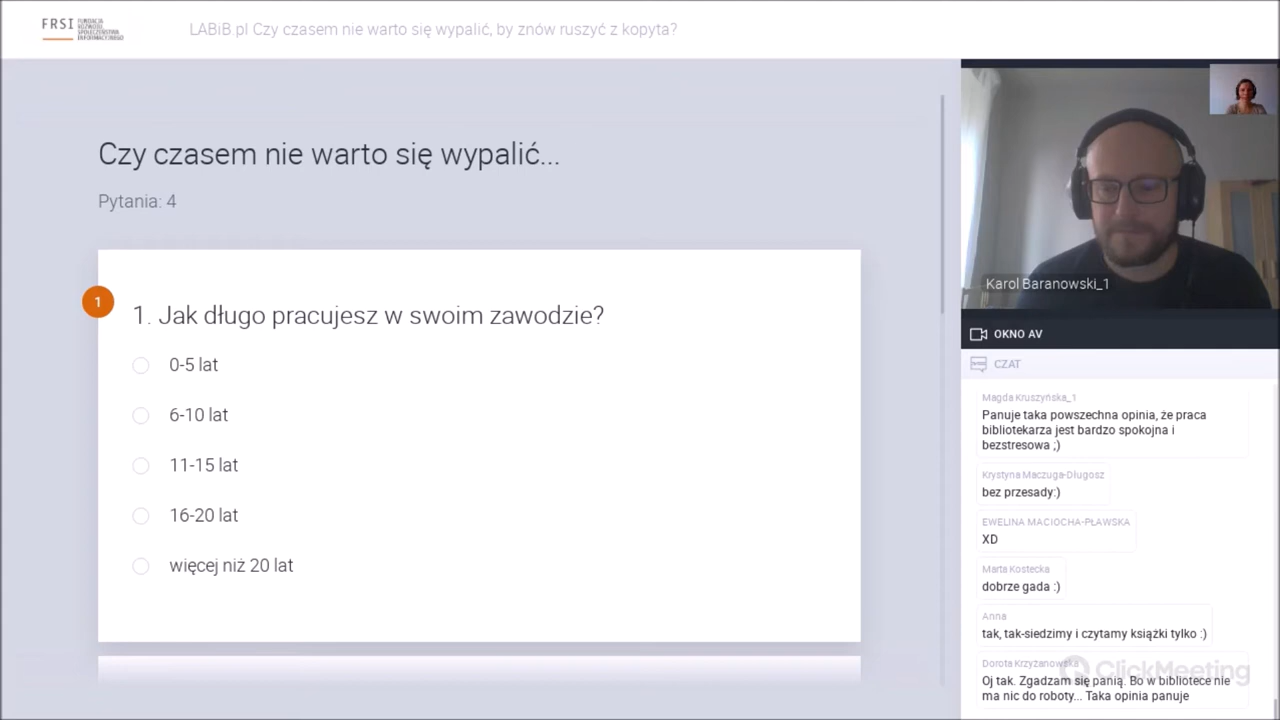 FRSI FUNDACJA
ROZWOJU
SPOŁECZEŃSTWA
INFORMACYJNEGO
LABiB.pl Czy czasem nie warto się wypalić, by znów ruszyć z kopyta?
Czy czasem nie warto się wypalić...
Pytania: 4
1
1. Jak długo pracujesz w swoim zawodzie?
0-5 lat
6-10 lat
11-15 lat
16-20 lat
więcej niż 20 lat
Karol Baranowski_1
OKNO AV
CZAT
Magda Kruszyńska_1
Panuje taka powszechna opinia, że praca
bibliotekarza jest bardzo spokojna i
bezstresowa ;)
Krystyna Maczuga-Długosz
bez przesady:)
EWELINA MACIOCHA-PŁAWSKA
XD
Marta Kostecka
dobrze gada :)
Anna
tak, tak-siedzimy i czytamy książki tylko :)
Dorota Krzyżanowska
Oj tak. Zgadzam się panią. Bo w bibliotece nie
ma nic do roboty... Taka opinia panuje
ClickMeeting